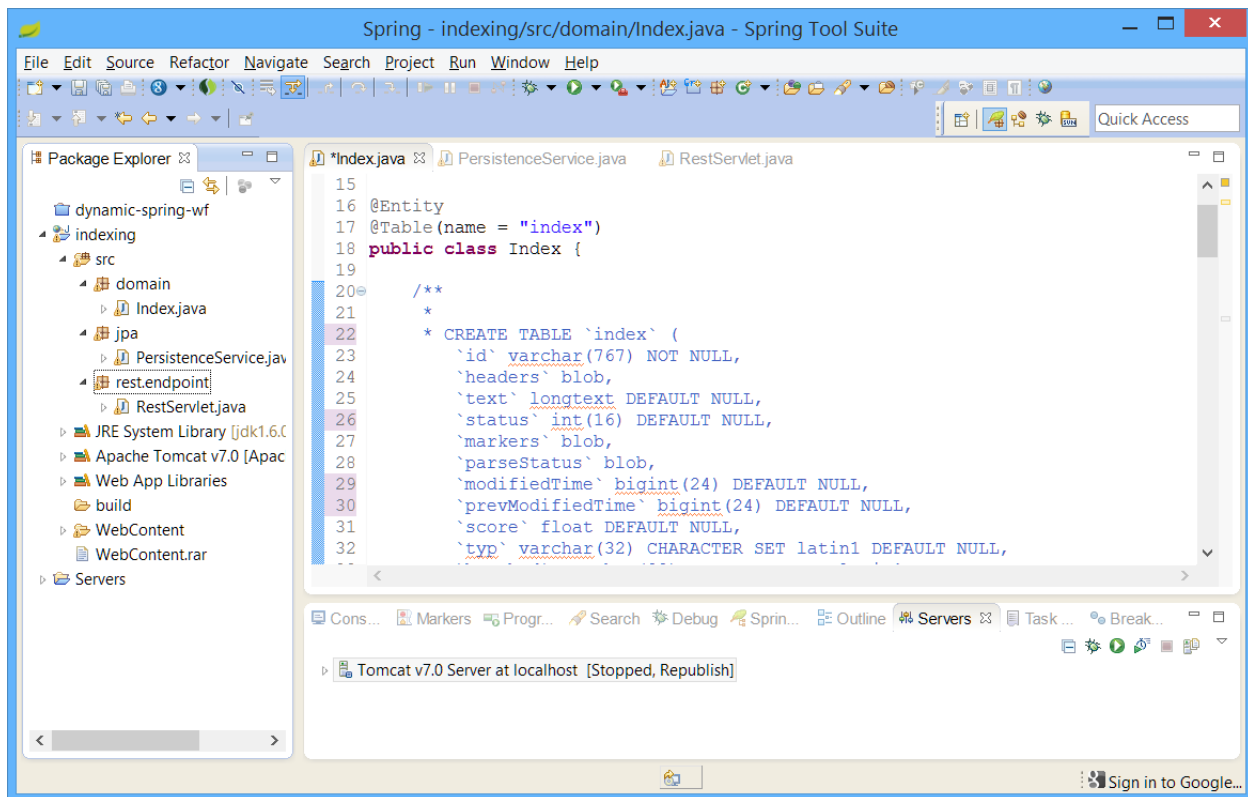 Spring - indexing/src/domain/Index.java - Spring Tool Suite
File Edit Source Refactor Navigate Search Project Run Window Help
Quick Access
Package Explorer
dynamic-spring-wf
indexing
src
domain
Index.java
jpa
PersistenceService.jav
rest.endpoint
RestServlet.java
JRE System Library [jdk1.6.0
Apache Tomcat v7.0 [Apac
Web App Libraries
build
WebContent
WebContent.rar
Servers
*Index.java PersistenceService.java RestServlet.java
15
16 @Entity
17 @Table(name = "index")
18 public class Index {
19
20 /**
21 *
22 * CREATE TABLE `index` (
23 `id` varchar(767) NOT NULL,
24 `headers` blob,
25 `text` longtext DEFAULT NULL,
26 `status` int(16) DEFAULT NULL,
27 `markers` blob,
28 `parseStatus` blob,
29 `modifiedTime` bigint(24) DEFAULT NULL,
30 `prevModifiedTime` bigint(24) DEFAULT NULL,
31 `score` float DEFAULT NULL,
32 `typ` varchar(32) CHARACTER SET latin1 DEFAULT NULL,
Cons... Markers Progr... Search Debug Sprin... Outline Servers Task ... Break...
Tomcat v7.0 Server at localhost [Stopped, Republish]
Sign in to Google...